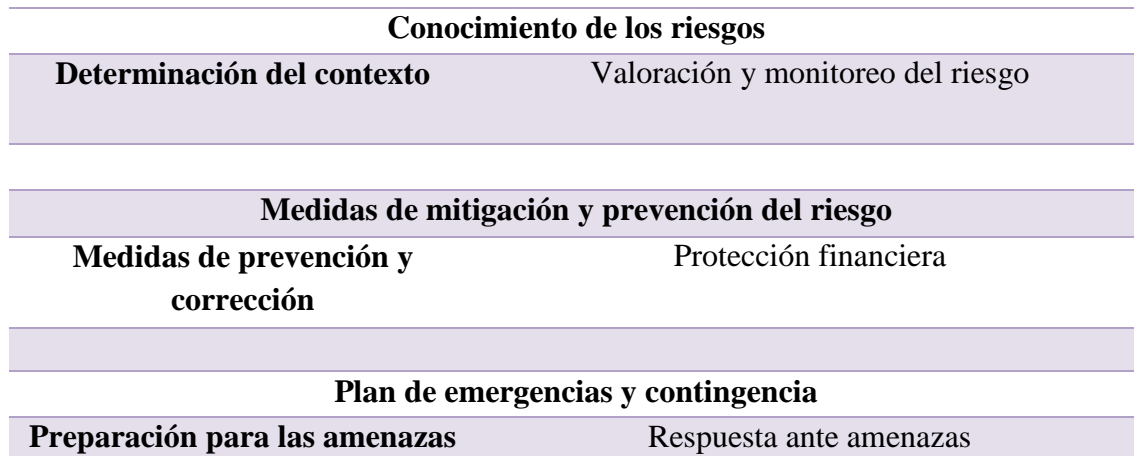 Conocimiento de los riesgos
Determinación del contexto Valoración y monitoreo del riesgo
Medidas de mitigación y prevención del riesgo
Medidas de prevención y Protección financiera
corrección
Plan de emergencias y contingencia
Preparación para las amenazas Respuesta ante amenazas